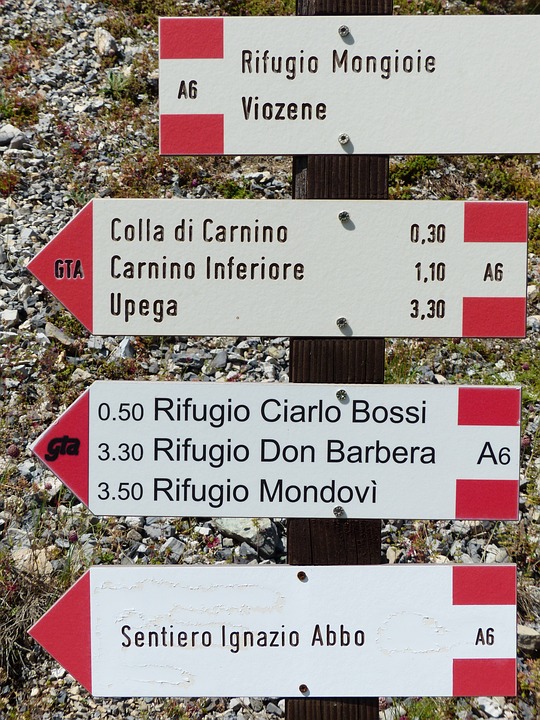 Rifugio Mongioie
A6
Viozene
Colla di Carnino 0,30
GTA Carnino Inferiore 1,10 A6
Upega 3,30
0.50 Rifugio Ciarlo Bossi
gta 3.30 Rifugio Don Barbera A6
3.50 Rifugio Mondovì
Sentiero Ignazio Abbo A6